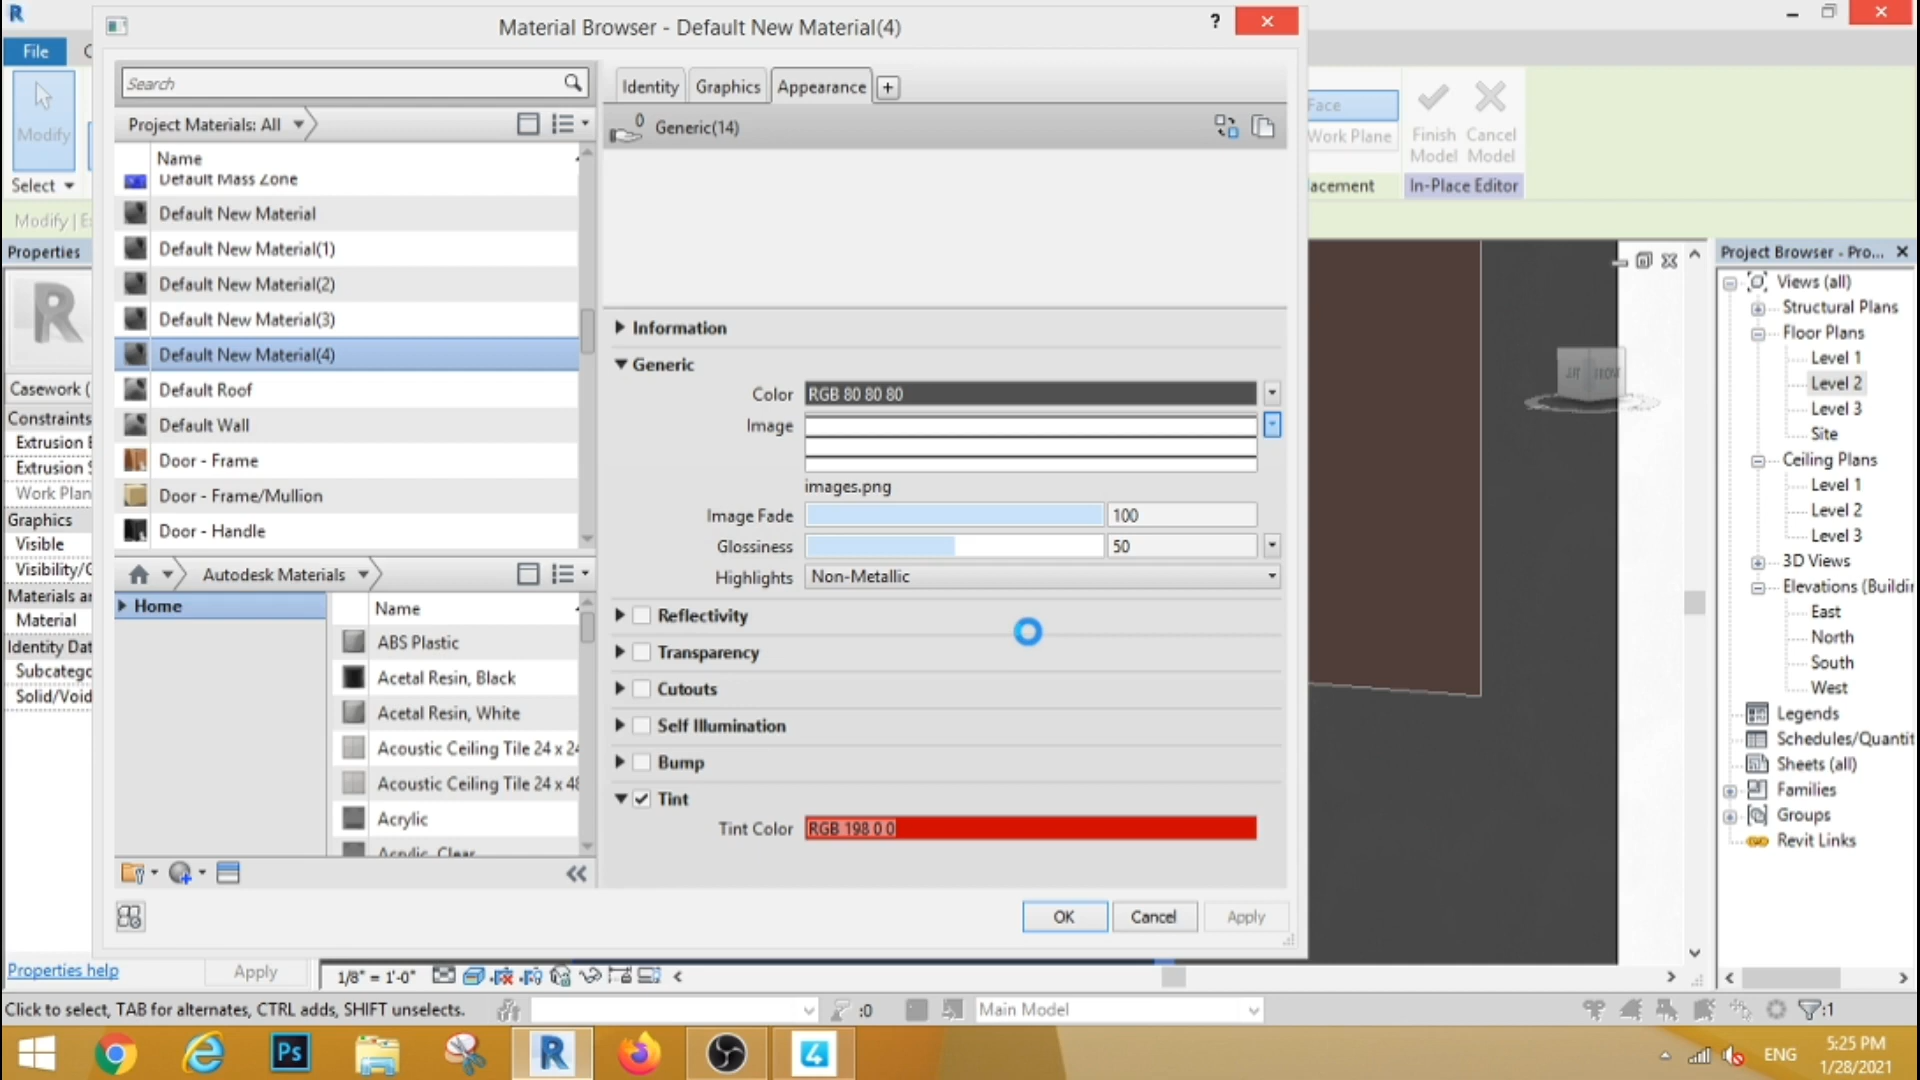 Material Browser - Default New Material(4)
?
File
Search
Identity
Graphics
Appearance
+
Face
Modify
Project Materials: All
0
Generic(14)
Work Plane
Finish Model
Cancel Model
Name
Select
Default Mass Zone
acement
In-Place Editor
Default New Material
Modify | E
Default New Material(1)
Properties
Project Browser - Pro...
Default New Material(2)
Views (all)
Structural Plans
Default New Material(3)
Information
Floor Plans
Default New Material(4)
Generic
Level 1
Casework (
Default Roof
Color
RGB 80 80 80
Level 2
Constraints
Default Wall
Image
Level 3
Extrusion E
Site
Extrusion S
Door - Frame
Ceiling Plans
Work Plan
Door - Frame/Mullion
images.png
Level 1
Graphics
Image Fade
100
Level 2
Visible
Door - Handle
Glossiness
50
Level 3
Visibility/G
Autodesk Materials
Highlights
Non-Metallic
3D Views
Materials an
Home
Name
Elevations (Buildin
Material
Reflectivity
East
Identity Dat
ABS Plastic
Transparency
North
Subcatego
Acetal Resin, Black
Cutouts
South
Solid/Void
Acetal Resin, White
Self Illumination
West
Acoustic Ceiling Tile 24 x 24
Bump
Legends
Acoustic Ceiling Tile 24 x 48
Tint
Schedules/Quantit
Acrylic
Tint Color
RGB 198 0 0
Sheets (all)
Acrylic, Clear
Families
Groups
Revit Links
OK
Cancel
Apply
Properties help
Apply
1/8" = 1'-0"
Click to select, TAB for alternates, CTRL adds, SHIFT unselects.
:0
Main Model
:1
Ps
R
4
ENG
5:25 PM
1/28/2021